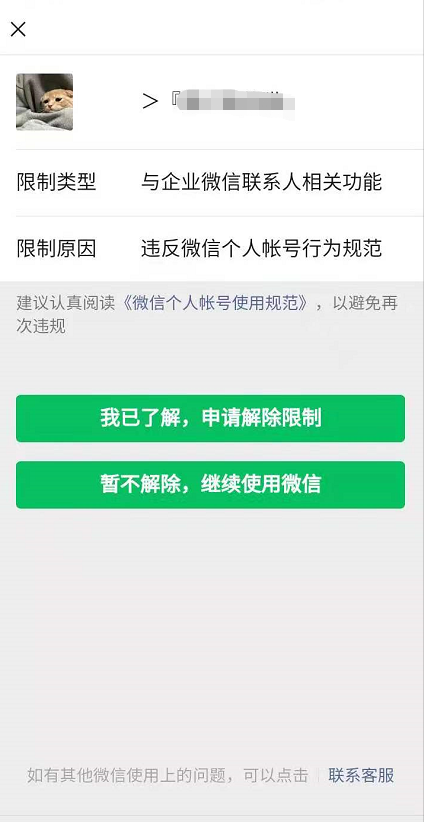 限制类型 与企业微信联系人相关功能
限制原因 违反微信个人帐号行为规范
建议认真阅读《微信个人帐号使用规范》，以避免再
次违规
我已了解，申请解除限制
暂不解除，继续使用微信
如有其他微信使用上的问题，可以点击 联系客服